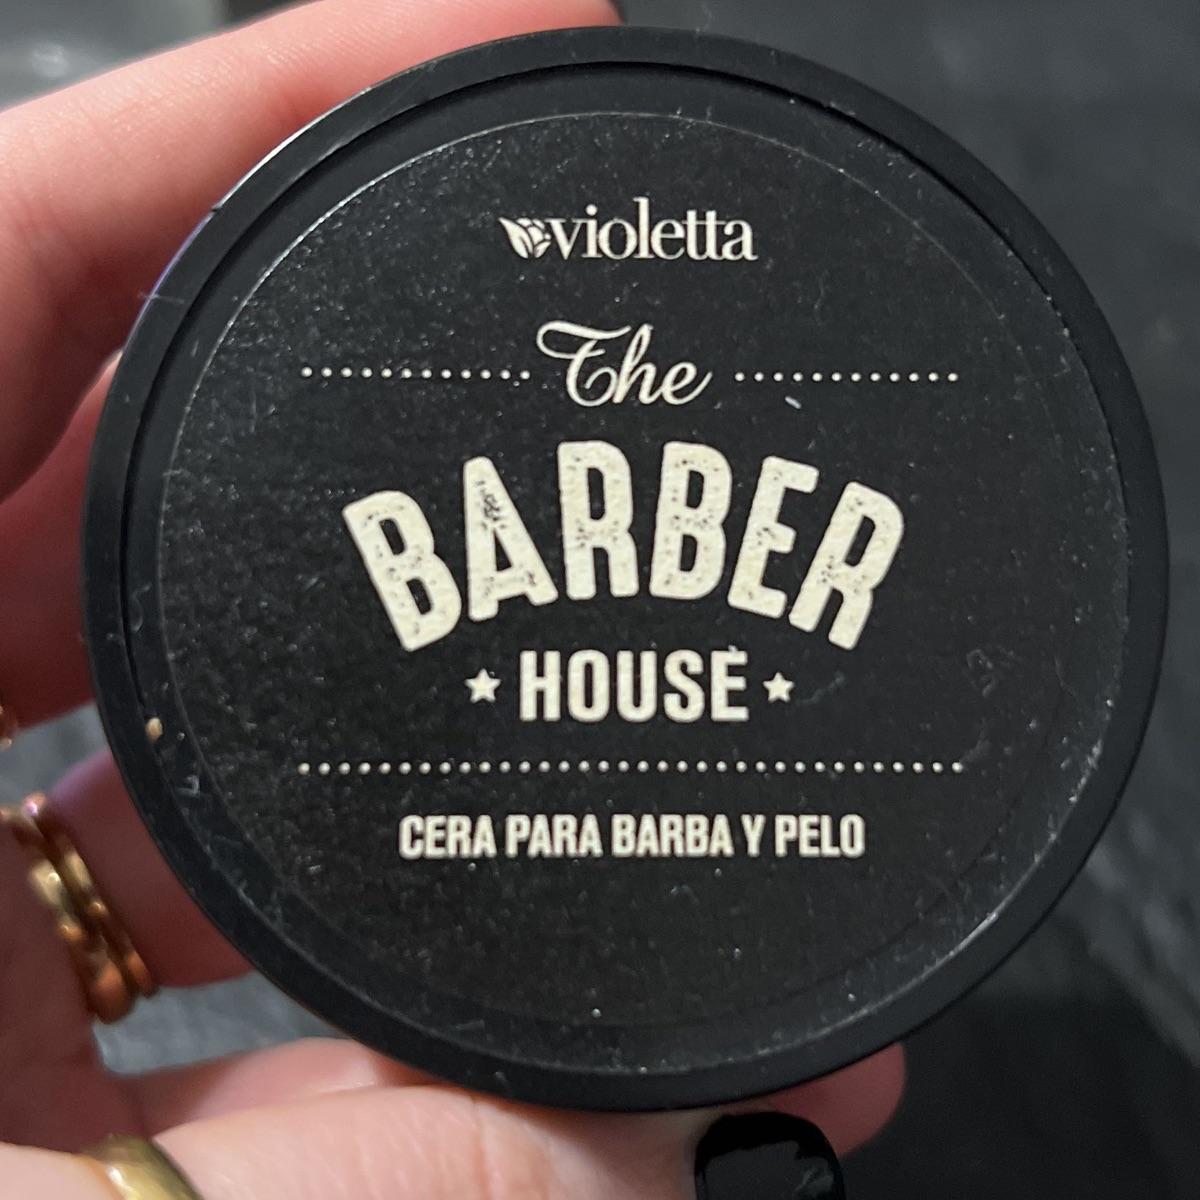 violetta
The
BARBER
HOUSE
CERA PARA BARBA Y PELO